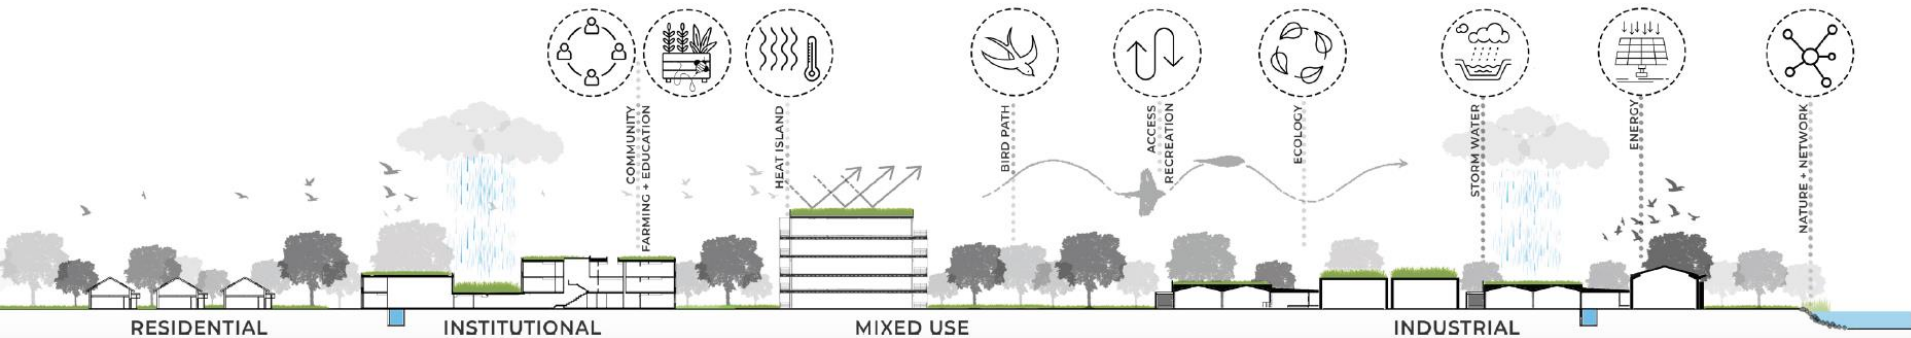 COMMUNITY
FARMING + EDUCATION
HEAT ISLAND
BIRD PATH
ACCESS
RECREATION
ECOLOGY
STORM WATER
ENERGY
NATURE + NETWORK
RESIDENTIAL
INSTITUTIONAL
MIXED USE
INDUSTRIAL